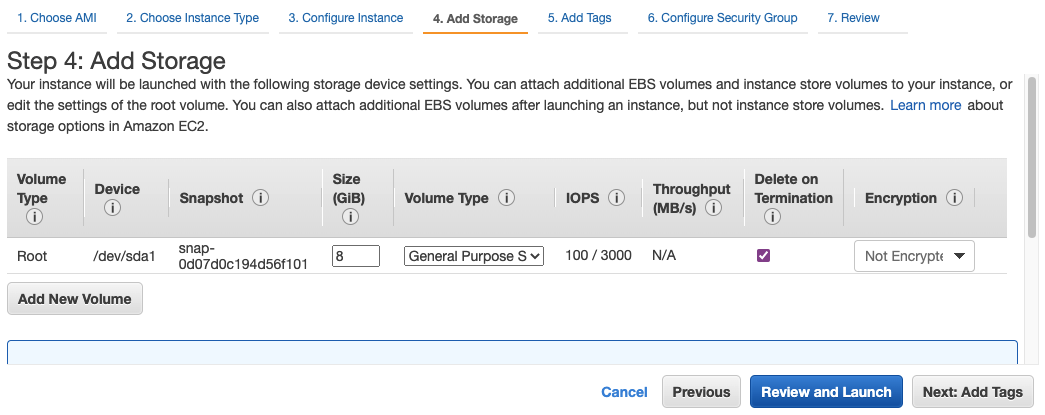 1. Choose AMI 2. Choose Instance Type 3. Configure Instance 4. Add Storage 5. Add Tags 6. Configure Security Group 7. Review
Step 4: Add Storage
Your instance will be launched with the following storage device settings. You can attach additional EBS volumes and instance store volumes to your instance, or
edit the settings of the root volume. You can also attach additional EBS volumes after launching an instance, but not instance store volumes. Learn more about
storage options in Amazon EC2.
Volume Type i Device i Snapshot i Size (GiB) i Volume Type i IOPS i Throughput (MB/s) i Delete on Termination i Encryption i
Root /dev/sda1 snap-0d07d0c194d56f101 8 General Purpose S 100 / 3000 N/A Not Encrypte
Add New Volume
Cancel Previous Review and Launch Next: Add Tags